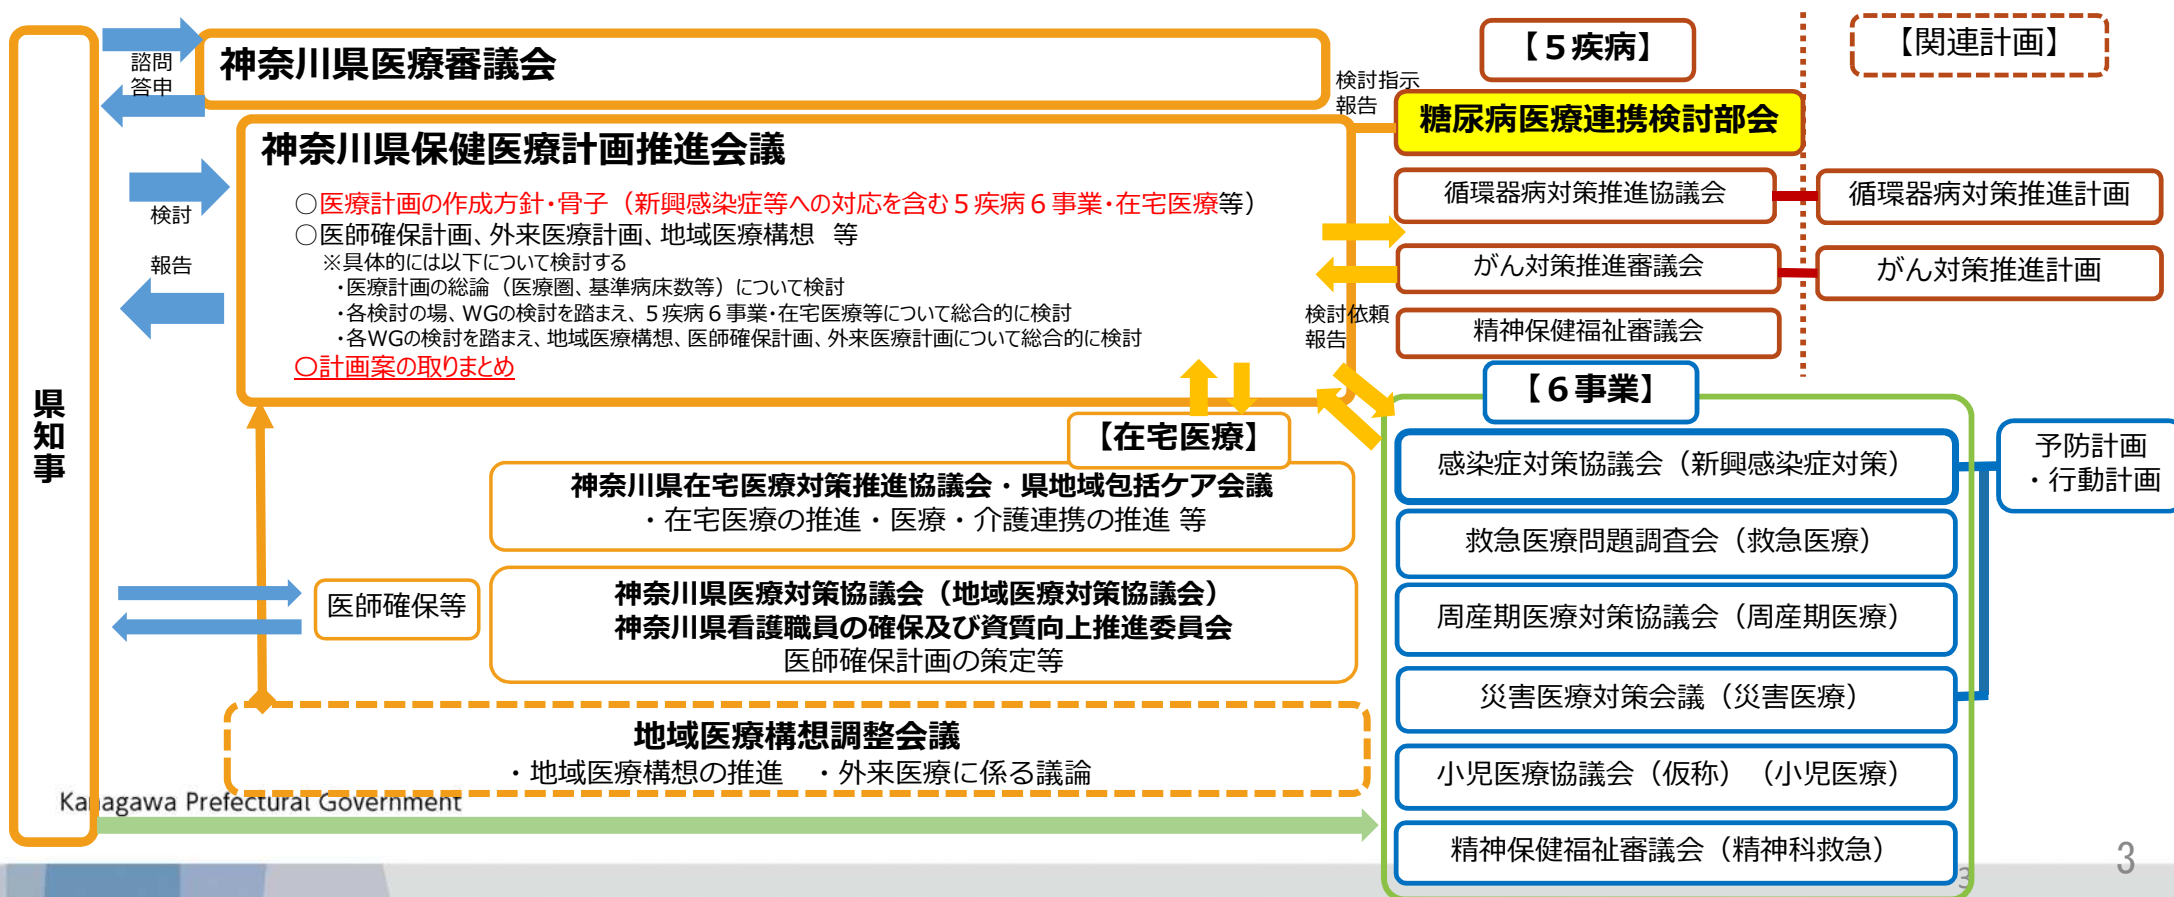 県知事
諮問
答申
神奈川県医療審議会
検討
報告
神奈川県保健医療計画推進会議
○医療計画の作成方針・骨子（新興感染症等への対応を含む５疾病６事業・在宅医療等）
○医師確保計画、外来医療計画、地域医療構想　等
※具体的には以下について検討する
・医療計画の総論（医療圏、基準病床数等）について検討
・各検討の場、WGの検討を踏まえ、５疾病６事業・在宅医療等について総合的に検討
・各WGの検討を踏まえ、地域医療構想、医師確保計画、外来医療計画について総合的に検討
〇計画案の取りまとめ
検討指示
報告
検討依頼
報告
【５疾病】
糖尿病医療連携検討部会
循環器病対策推進協議会
がん対策推進審議会
精神保健福祉審議会
【関連計画】
循環器病対策推進計画
がん対策推進計画
【在宅医療】
神奈川県在宅医療対策推進協議会・県地域包括ケア会議
・在宅医療の推進・医療・介護連携の推進 等
医師確保等
神奈川県医療対策協議会（地域医療対策協議会）
神奈川県看護職員の確保及び資質向上推進委員会
医師確保計画の策定等
地域医療構想調整会議
・地域医療構想の推進　・外来医療に係る議論
【６事業】
感染症対策協議会（新興感染症対策）
救急医療問題調査会（救急医療）
周産期医療対策協議会（周産期医療）
災害医療対策会議（災害医療）
小児医療協議会（仮称）（小児医療）
精神保健福祉審議会（精神科救急）
予防計画
・行動計画
Kanagawa Prefectural Government
3
3